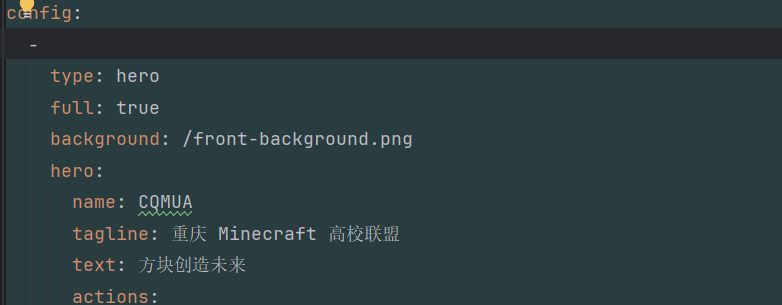 config:
  -
    type: hero
    full: true
    background: /front-background.png
    hero:
      name: CQMUA
      tagline: 重庆 Minecraft 高校联盟
      text: 方块创造未来
      actions: